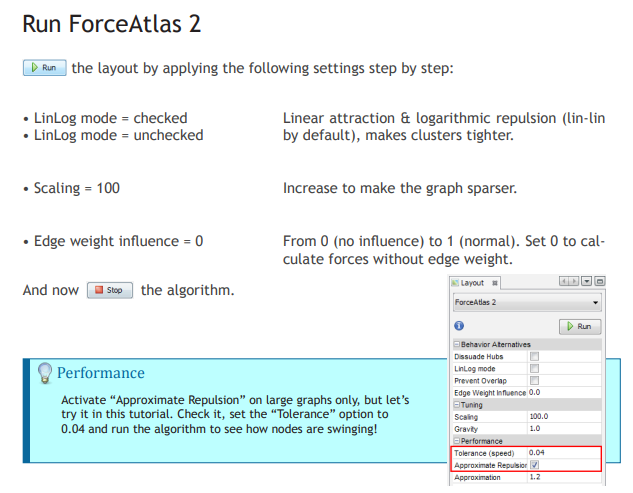 Run ForceAtlas 2
Run the layout by applying the following settings step by step:
• LinLog mode = checked
• LinLog mode = unchecked
Linear attraction & logarithmic repulsion (lin-lin
by default), makes clusters tighter.
• Scaling = 100
Increase to make the graph sparser.
• Edge weight influence = 0
From 0 (no influence) to 1 (normal). Set 0 to cal-
culate forces without edge weight.
And now Stop the algorithm.
Performance
Activate “Approximate Repulsion” on large graphs only, but let’s
try it in this tutorial. Check it, set the “Tolerance” option to
0.04 and run the algorithm to see how nodes are swinging!
Layout
ForceAtlas 2
Run
Behavior Alternatives
Dissuade Hubs
LinLog mode
Prevent Overlap
Edge Weight Influence 0.0
Tuning
Scaling 100.0
Gravity 1.0
Performance
Tolerance (speed) 0.04
Approximate Repulsior
Approximation 1.2